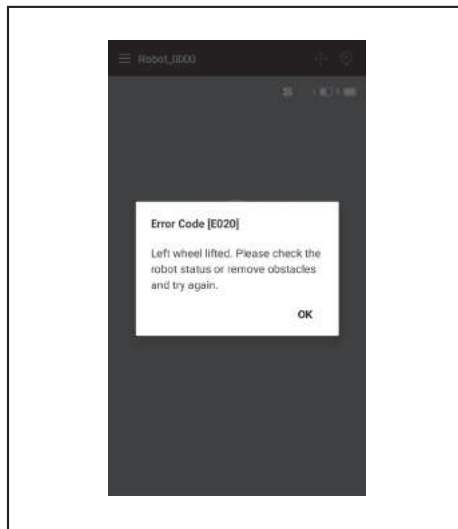 Robot_0000
Error Code [E020]
Left wheel lifted. Please check the
robot status or remove obstacles
and try again.
OK